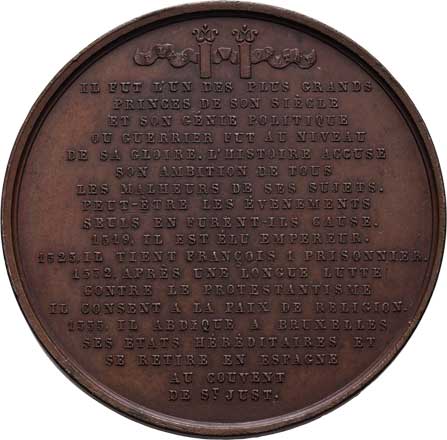 IL FUT L'UN DES PLUS GRANDS
PRINCES DE SON SIÈCLE
ET SON GÉNIE POLITIQUE
OU GUERRIER FUT AU NIVEAU
DE SA GLOIRE. L'HISTOIRE ACCUSE
SON AMBITION DE TOUS
LES MALHEURS DE SES SUJETS.
PEUT-ÊTRE LES ÉVENEMENTS
SEULS EN FURENT-ILS CAUSE.
1519. IL EST ÉLU EMPEREUR.
1525. IL TIENT FRANÇOIS I PRISONNIER.
1552. APRÈS UNE LONGUE LUTTE
CONTRE LE PROTESTANTISME
IL CONSENT A LA PAIX DE RELIGION.
1555. IL ABDIQUE A BRUXELLES
SES ETATS HÉRÉDITAIRES ET
SE RETIRE EN ESPAGNE
AU COUVENT
DE ST. JUST.